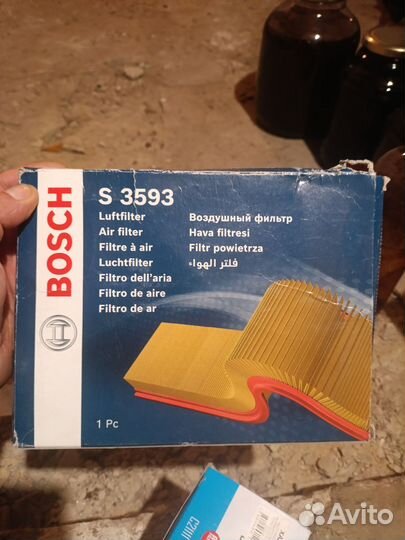 BOSCH
S 3593
Luftfilter
Air filter
Filtre à air
Luchtfilter
Filtro dell'aria
Filtro de aire
Filtro de ar
Воздушный фильтр
Hava filtresi
Filtr powietrza
فلتر الهواء
1 Pc
Avito